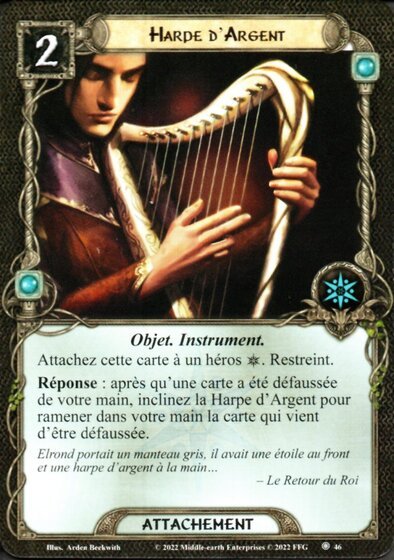 2
Harpe d'Argent
Objet. Instrument.
Attachez cette carte à un héros . Restreint.
Réponse : après qu'une carte a été défaussée
de votre main, inclinez la Harpe d'Argent pour
ramener dans votre main la carte qui vient
d'être défaussée.
Elrond portait un manteau gris, il avait une étoile au front
et une harpe d'argent à la main…
– Le Retour du Roi
Attachement
Illus. Arden Beckwith
© 2022 Middle-earth Enterprises © 2022 FFG
46